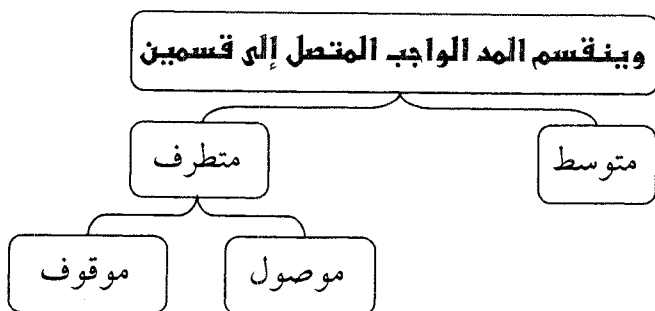 وينقسم المد الواجب المتصل إلى قسمين
متوسط
متطرف
موصول
موقوف